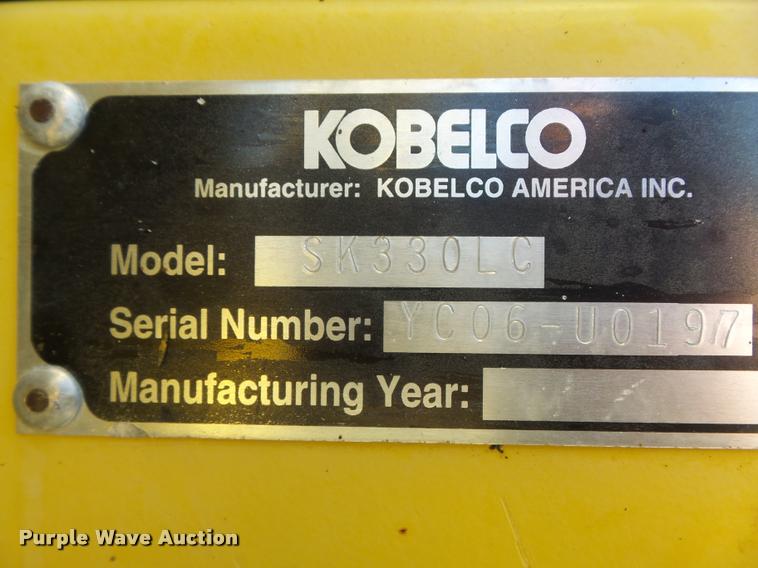 KOBELCO
Manufacturer: KOBELCO AMERICA INC.
Model: SK330LC
Serial Number: YC06-U0197
Manufacturing Year:
Purple Wave Auction